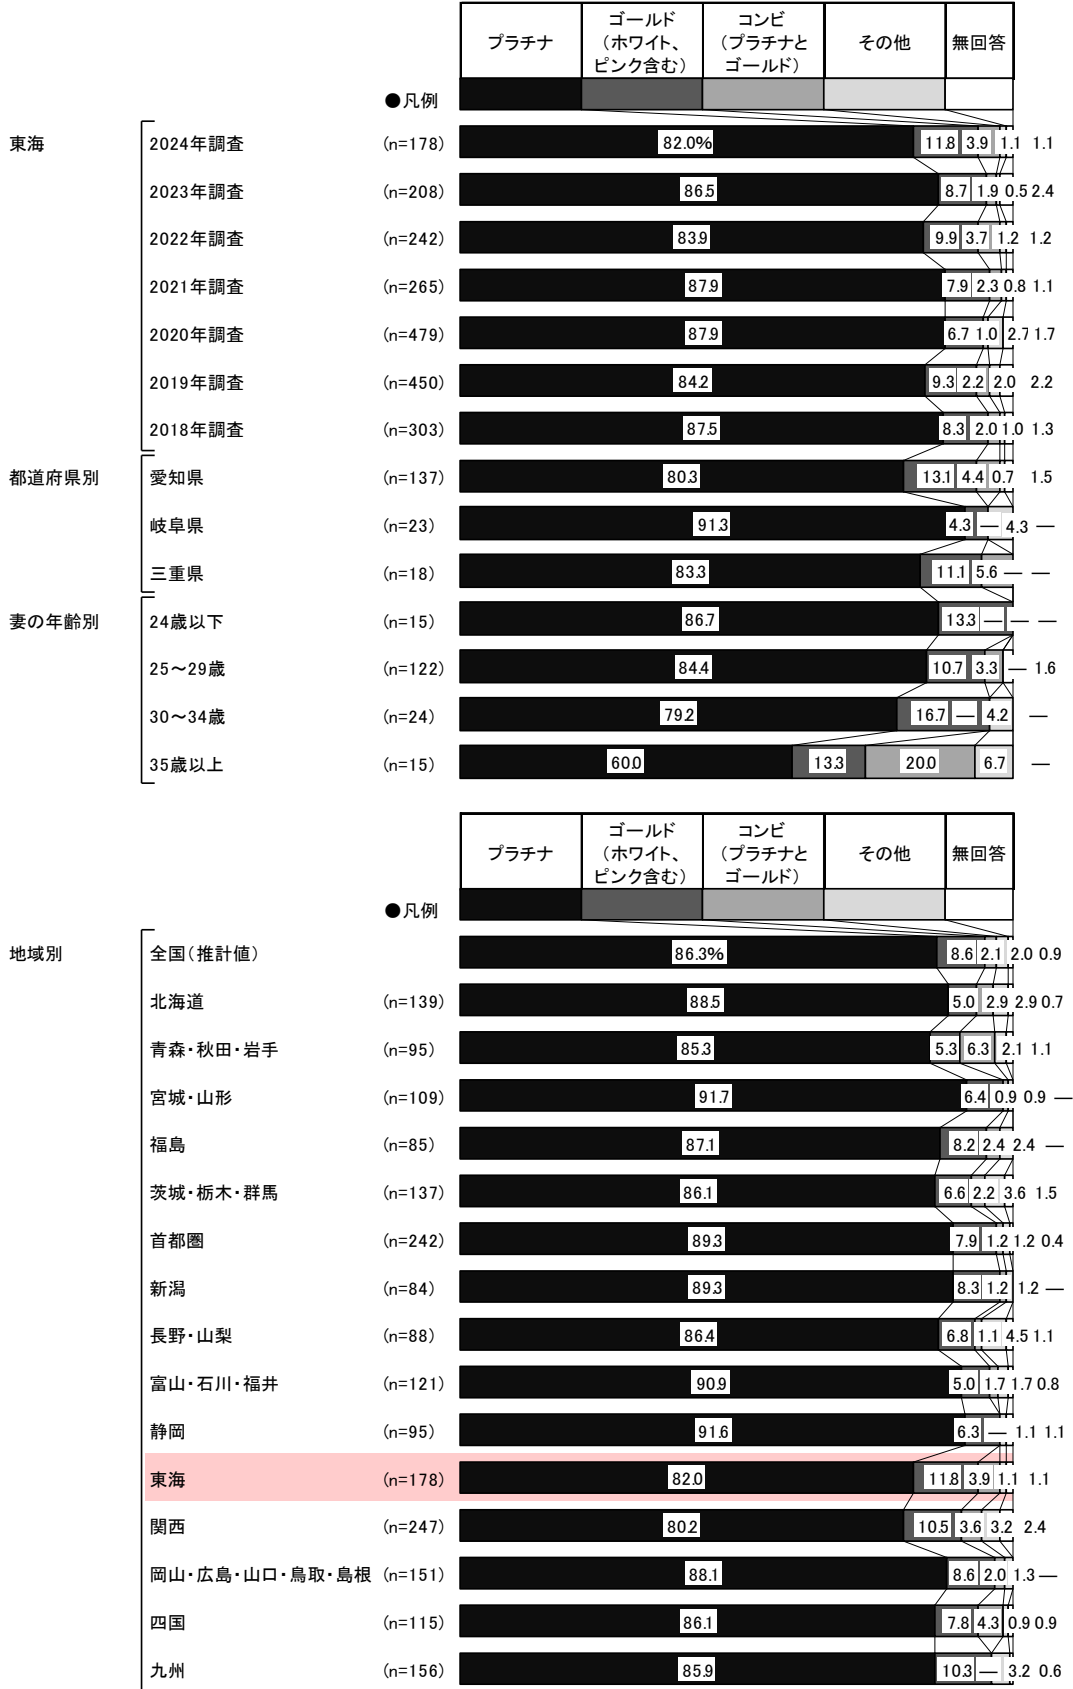 プラチナ ゴールド（ホワイト、ピンク含む） コンビ（プラチナとゴールド） その他 無回答
●凡例
東海 2024年調査 (n=178) 82.0% 11.8 3.9 1.1 1.1
2023年調査 (n=208) 86.5 8.7 1.9 0.5 2.4
2022年調査 (n=242) 83.9 9.9 3.7 1.2 1.2
2021年調査 (n=265) 87.9 7.9 2.3 0.8 1.1
2020年調査 (n=479) 87.9 6.7 1.0 2.7 1.7
2019年調査 (n=450) 84.2 9.3 2.2 2.0 2.2
2018年調査 (n=303) 87.5 8.3 2.0 1.0 1.3
都道府県別 愛知県 (n=137) 80.3 13.1 4.4 0.7 1.5
岐阜県 (n=23) 91.3 4.3 ― 4.3 ―
三重県 (n=18) 83.3 11.1 5.6 ― ―
妻の年齢別 24歳以下 (n=15) 86.7 13.3 ― ― ―
25～29歳 (n=122) 84.4 10.7 3.3 ― 1.6
30～34歳 (n=24) 79.2 16.7 ― 4.2 ―
35歳以上 (n=15) 60.0 13.3 20.0 6.7 ―
プラチナ ゴールド（ホワイト、ピンク含む） コンビ（プラチナとゴールド） その他 無回答
●凡例
地域別 全国（推計値） 86.3% 8.6 2.1 2.0 0.9
北海道 (n=139) 88.5 5.0 2.9 2.9 0.7
青森・秋田・岩手 (n=95) 85.3 5.3 6.3 2.1 1.1
宮城・山形 (n=109) 91.7 6.4 0.9 0.9 ―
福島 (n=85) 87.1 8.2 2.4 2.4 ―
茨城・栃木・群馬 (n=137) 86.1 6.6 2.2 3.6 1.5
首都圏 (n=242) 89.3 7.9 1.2 1.2 0.4
新潟 (n=84) 89.3 8.3 1.2 1.2 ―
長野・山梨 (n=88) 86.4 6.8 1.1 4.5 1.1
富山・石川・福井 (n=121) 90.9 5.0 1.7 1.7 0.8
静岡 (n=95) 91.6 6.3 ― 1.1 1.1
東海 (n=178) 82.0 11.8 3.9 1.1 1.1
関西 (n=247) 80.2 10.5 3.6 3.2 2.4
岡山・広島・山口・鳥取・島根 (n=151) 88.1 8.6 2.0 1.3 ―
四国 (n=115) 86.1 7.8 4.3 0.9 0.9
九州 (n=156) 85.9 10.3 ― 3.2 0.6